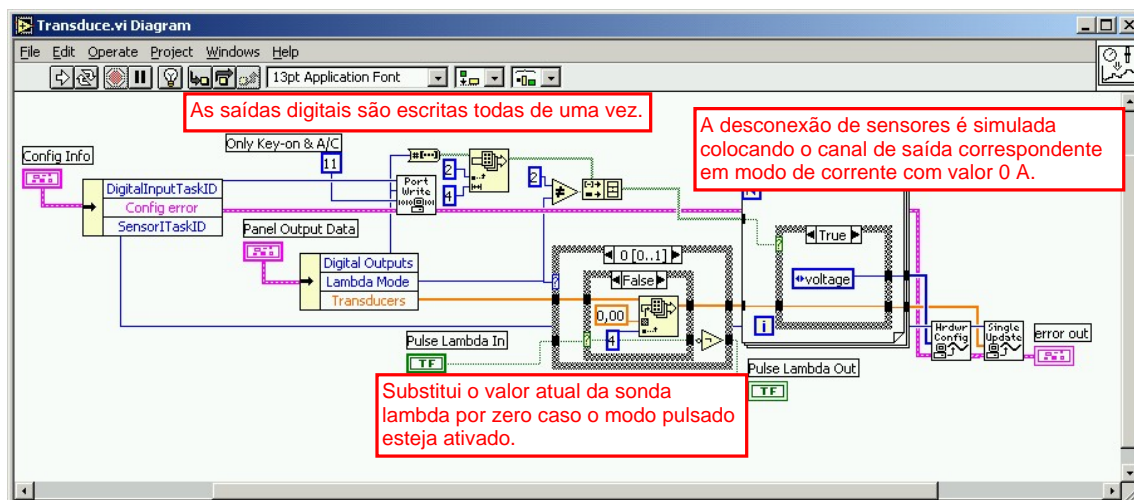 Transduce.vi Diagram
File Edit Operate Project Windows Help
13pt Application Font
As saídas digitais são escritas todas de uma vez.
A desconexão de sensores é simulada
colocando o canal de saída correspondente
em modo de corrente com valor 0 A.
Only Key-on & A/C
11
Config Info
DigitalInputTaskID
Config error
SensorITaskID
Port
Write
2
4
2
Panel Output Data
Digital Outputs
Lambda Mode
Transducers
0 [0..1]
False
0,00
4
True
voltage
i
Hrdwr
Config
Single
Update
error out
Pulse Lambda In
TF
Pulse Lambda Out
TF
Substitui o valor atual da sonda
lambda por zero caso o modo pulsado
esteja ativado.